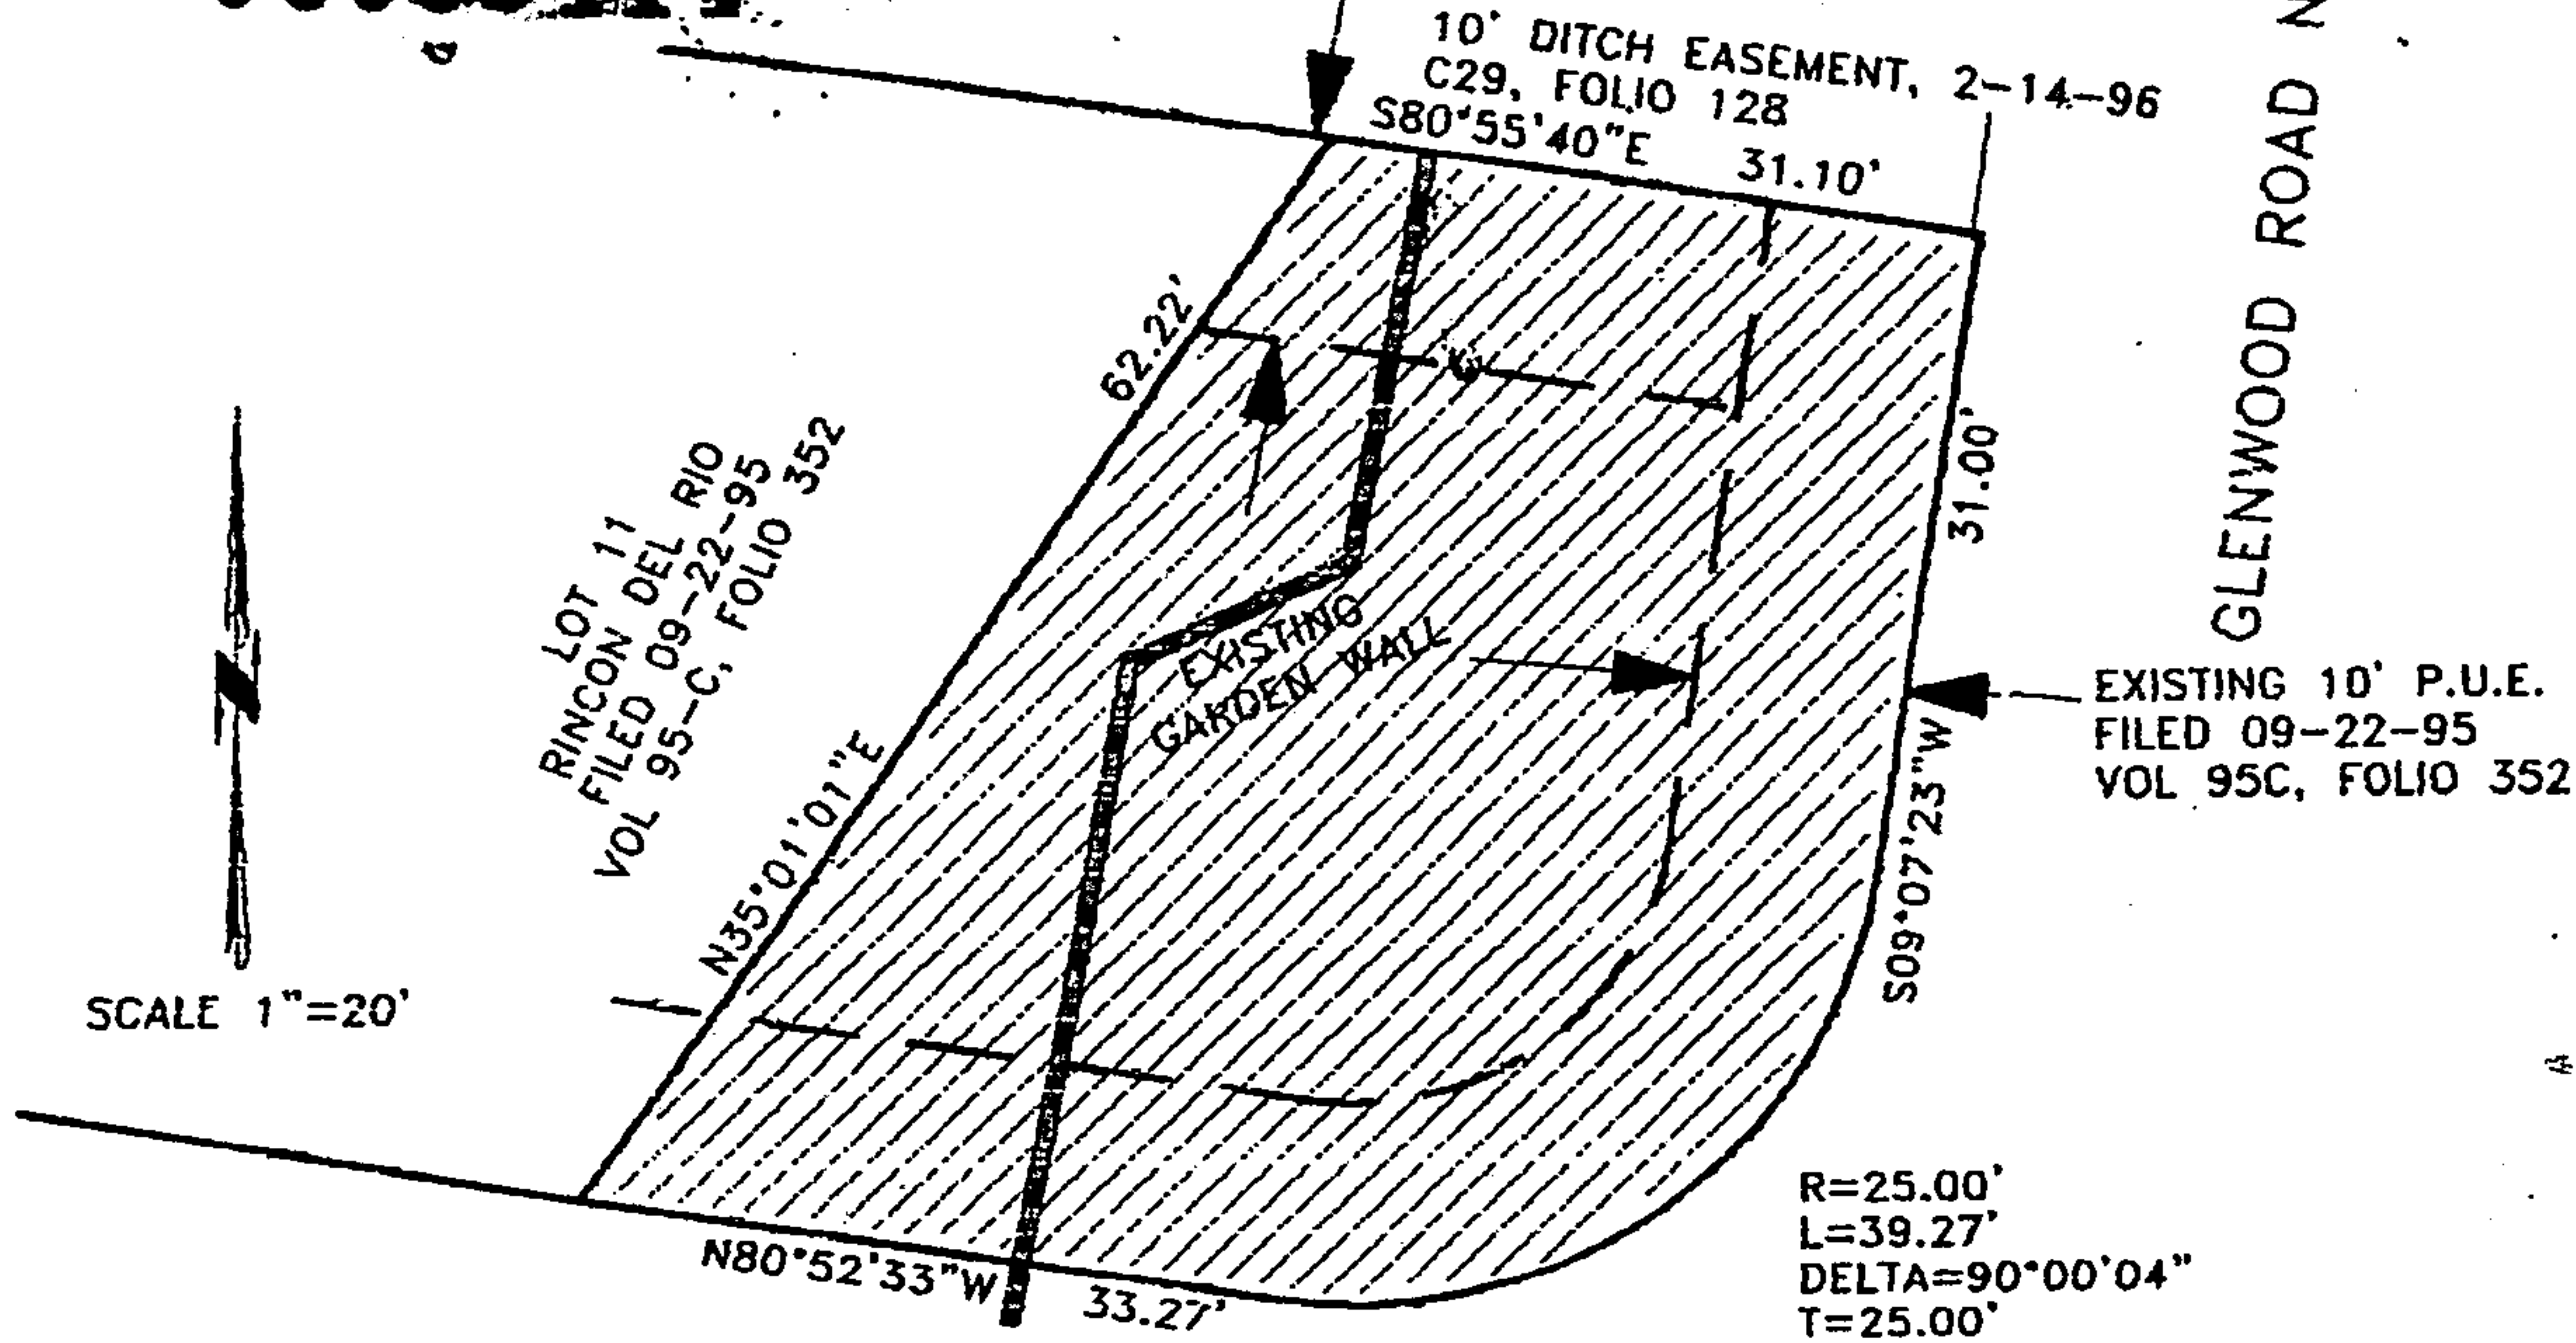 10' DITCH EASEMENT, 2-14-96
C29, FOLIO 128
S80°55'40"E 31.10'
GLENWOOD ROAD
62.22'
31.00'
LOT 11
RINCON DEL RIO
FILED 09-22-95
VOL 95-C, FOLIO 352
EXISTING
GARDEN WALL
EXISTING 10' P.U.E.
FILED 09-22-95
VOL 95C, FOLIO 352
N35°01'01"E
S09°07'23"W
N
SCALE 1"=20'
N80°52'33"W 33.27'
R=25.00'
L=39.27'
DELTA=90°00'04"
T=25.00'